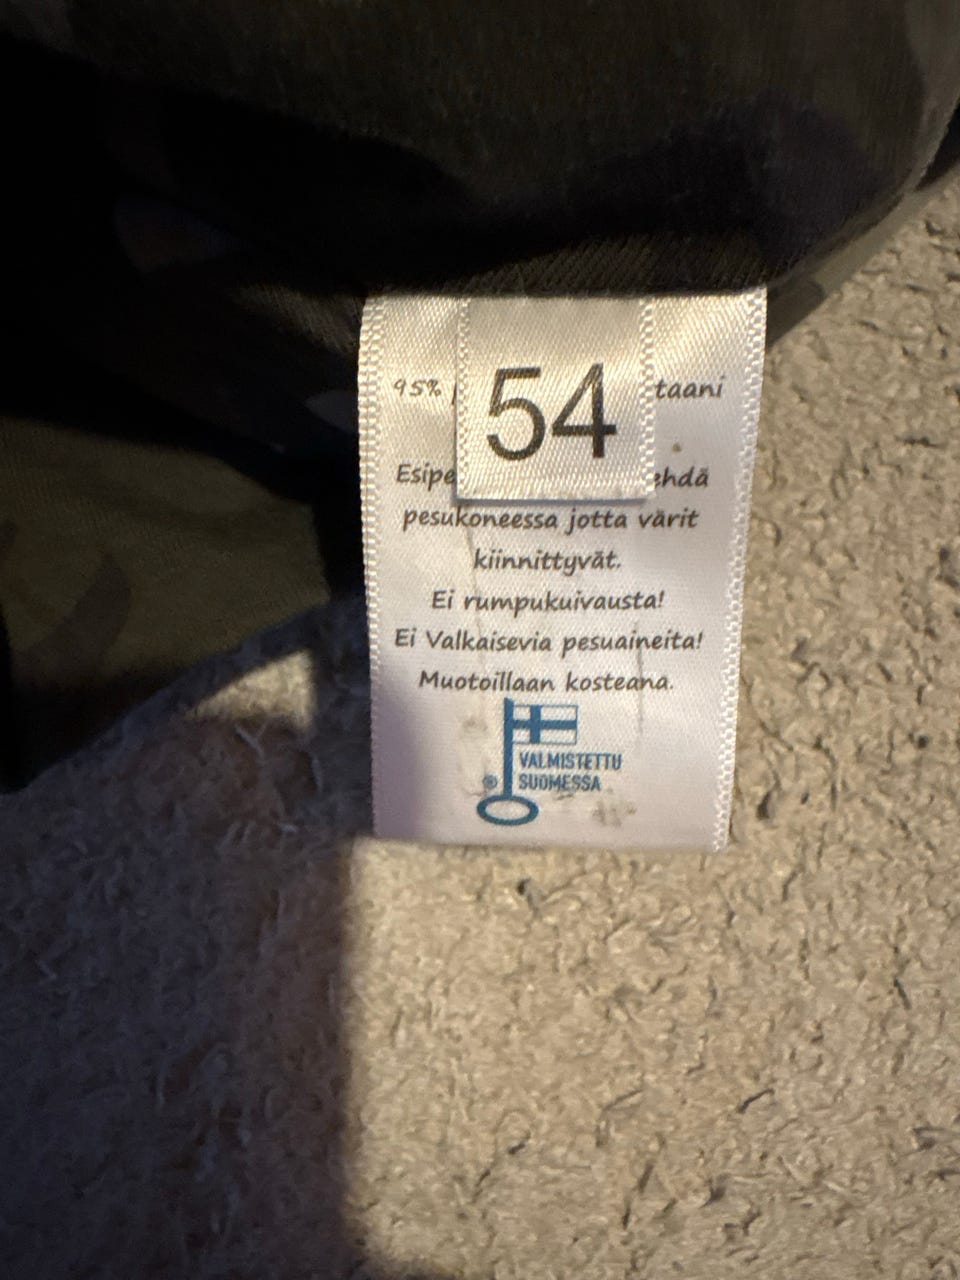 54
95% taani
Esipe ehdä
pesukoneessa jotta värit
kiinnittyvät.
Ei rumpukuivausta!
Ei Valkaisevia pesuaineita!
Muotoillaan kosteana.
VALMISTETTU
® SUOMESSA